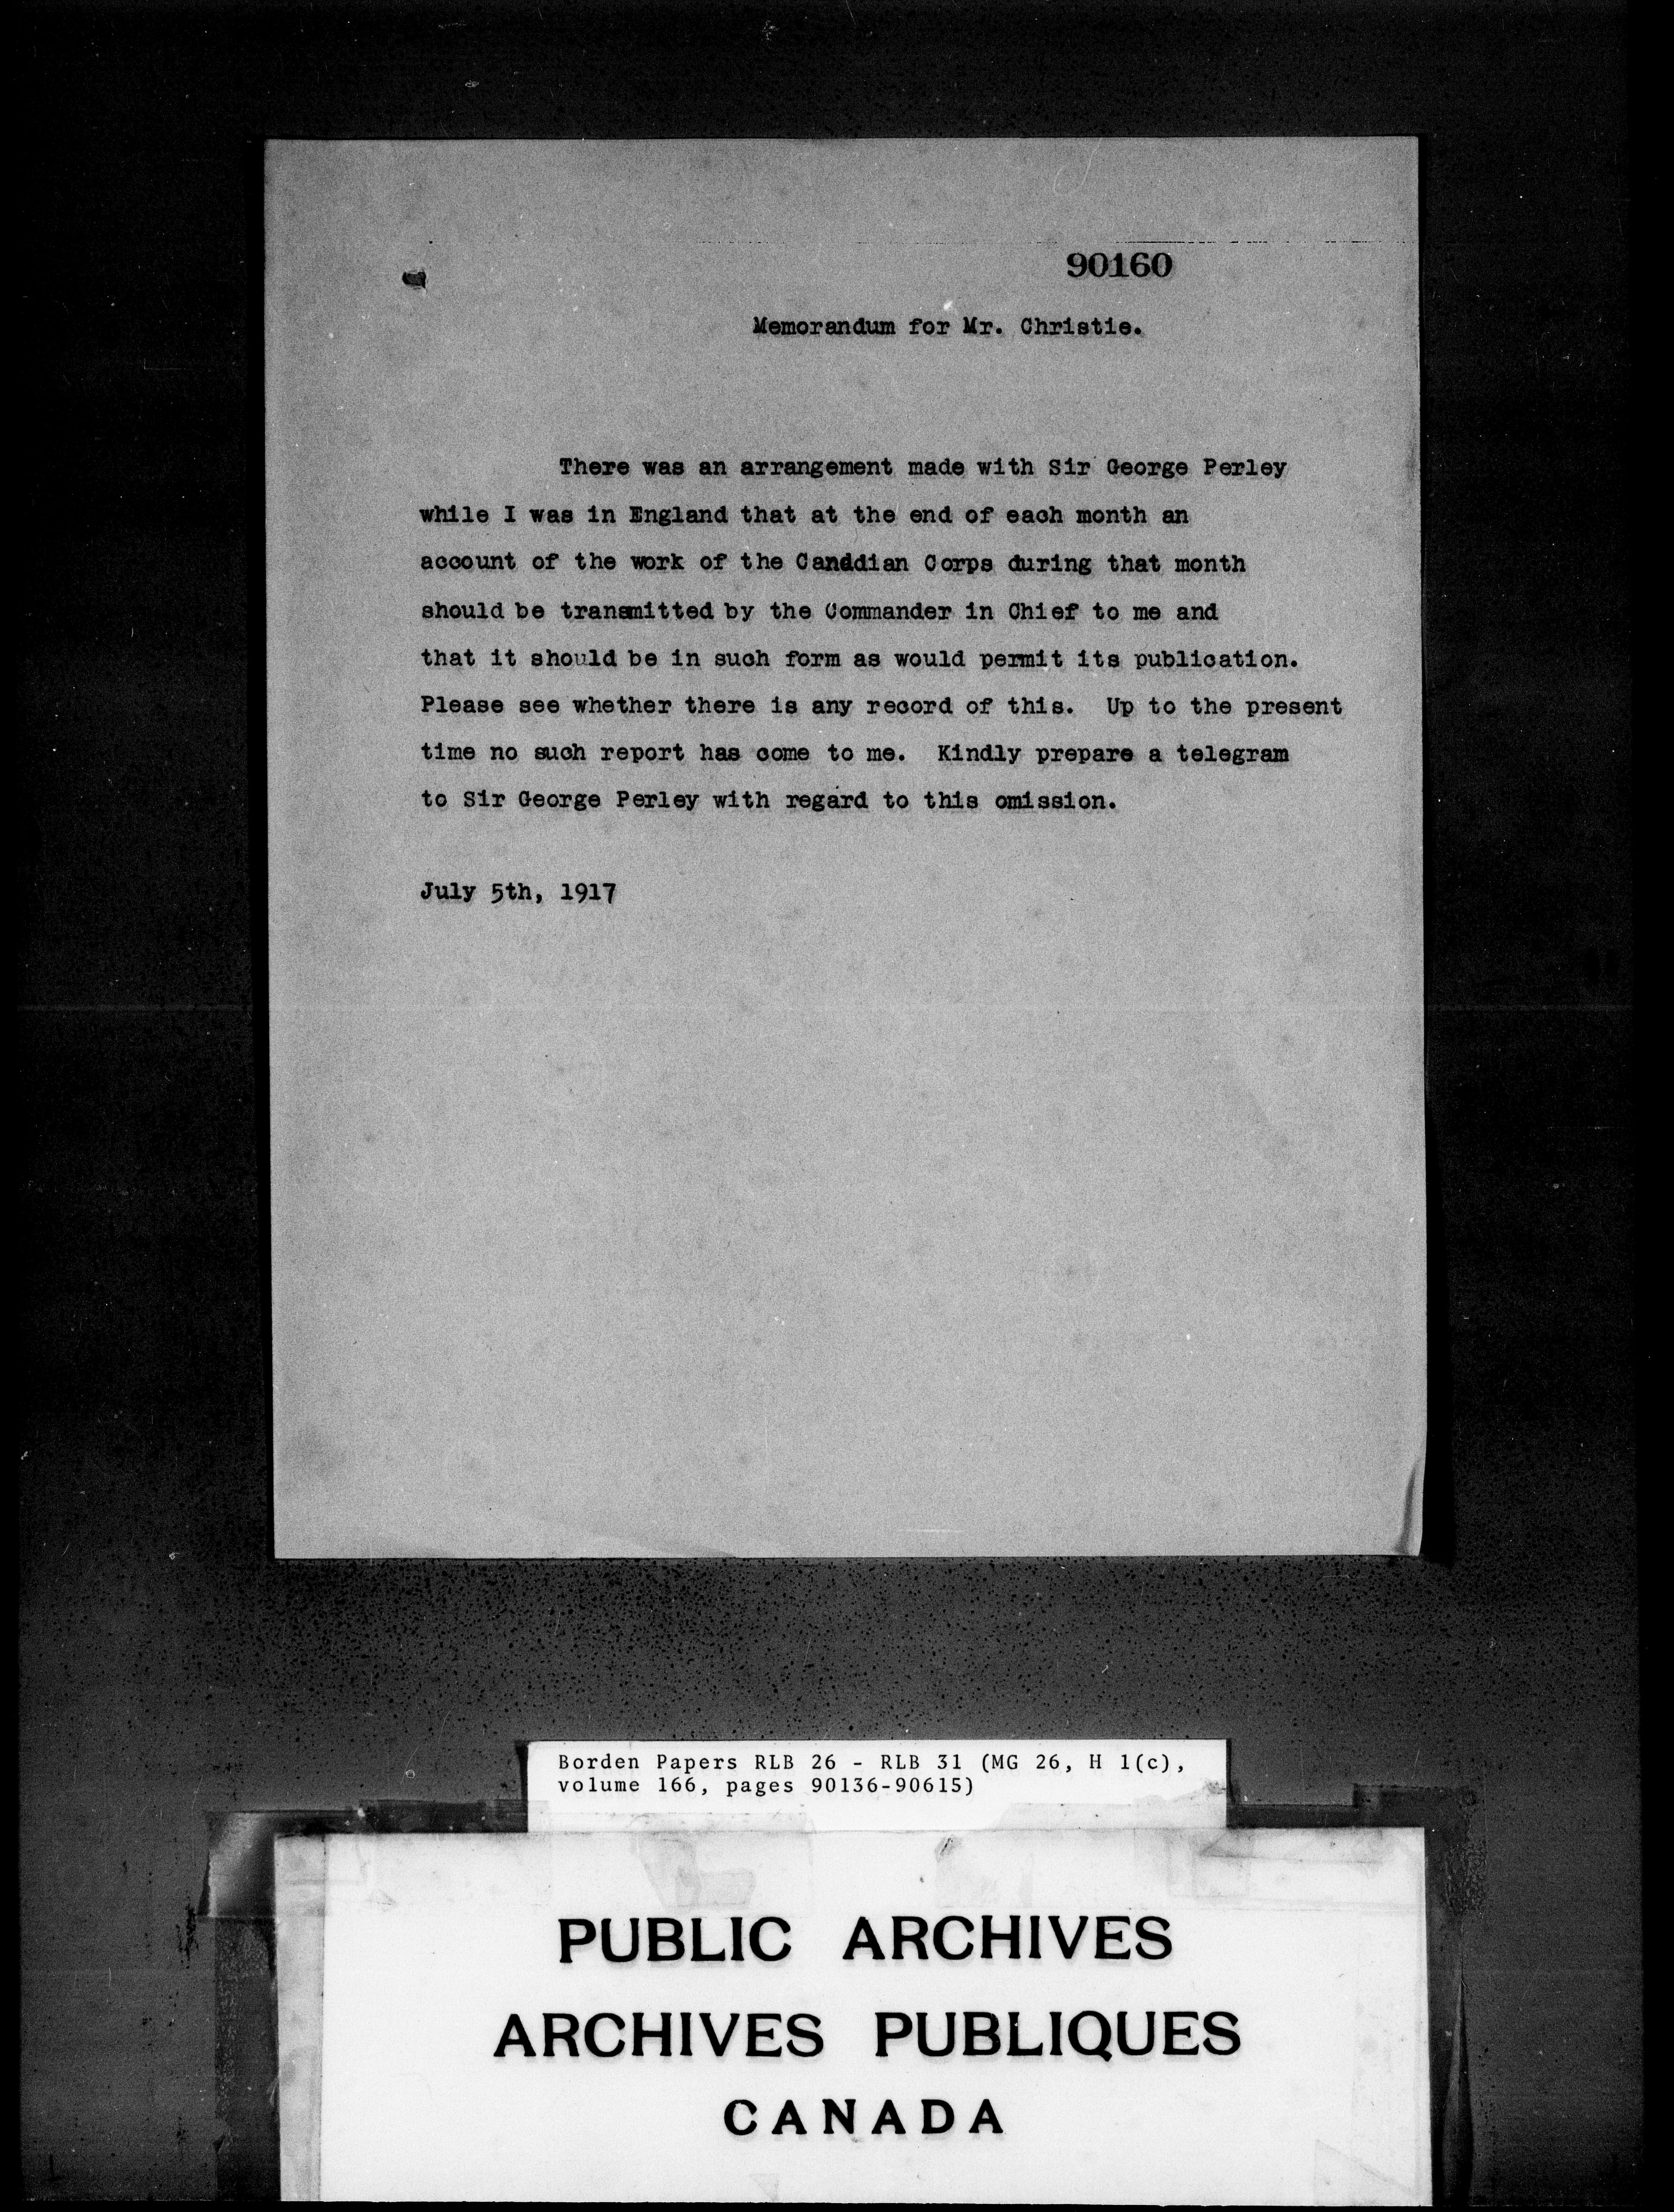 90160
Memorandum for Mr. Christie.
There was an arrangement made with Sir George Perley
while I was in England that at the end of each month an
account of the work of the Canddian Corps during that month
should be transmitted by the Commander in Chief to me and
that it should be in such form as would permit its publication.
Please see whether there is any record of this. Up to the present
time no such report has come to me. Kindly prepare a telegram
to Sir George Perley with regard to this omission.
July 5th, 1917
Borden Papers RLB 26 - RLB 31 (MG 26, H 1(c),
volume 166, pages 90136-90615)
PUBLIC ARCHIVES
ARCHIVES PUBLIQUES
CANADA